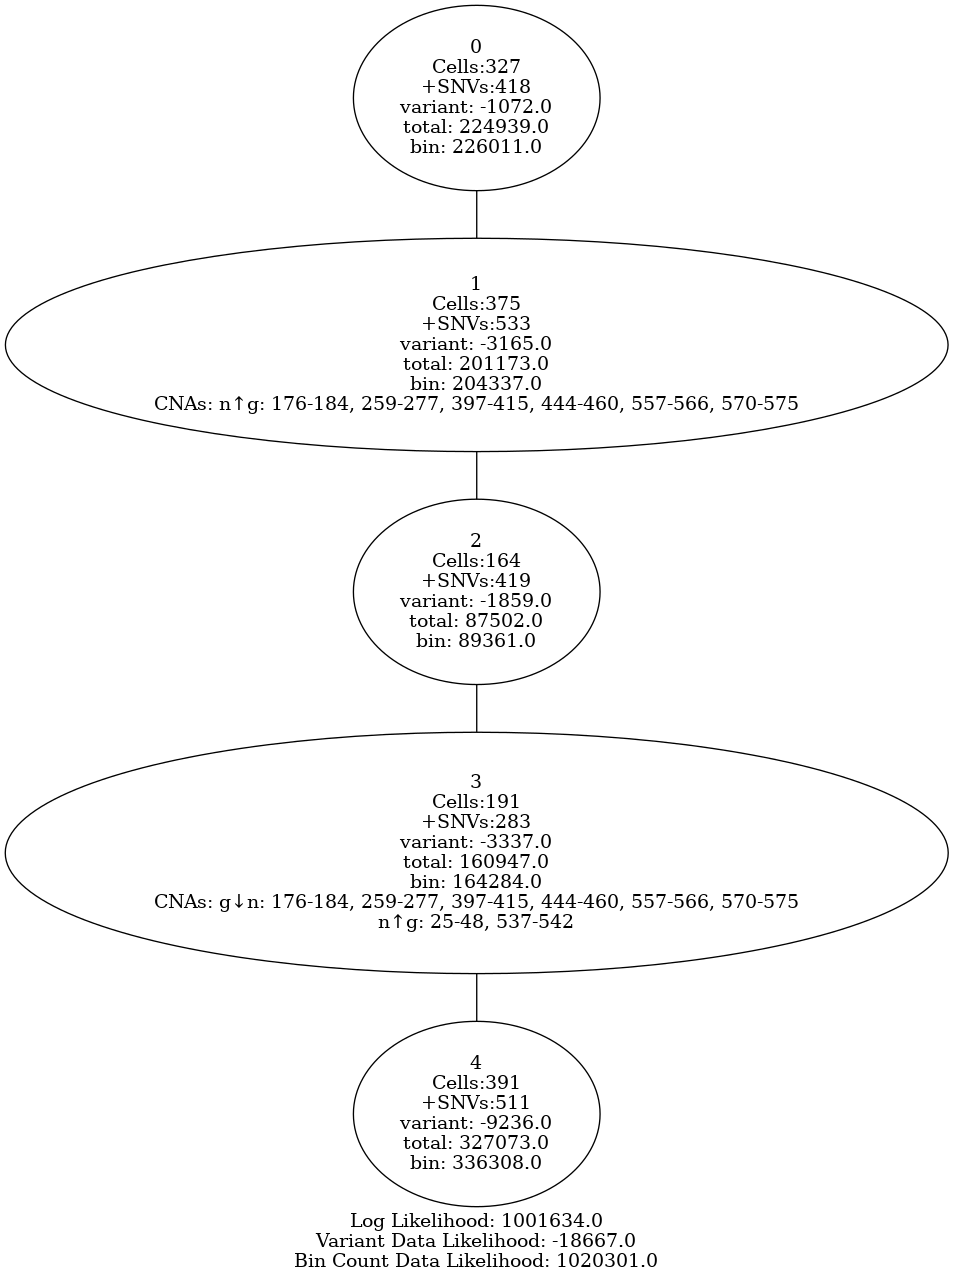 0
Cells:327
+SNVs:418
variant: -1072.0
total: 224939.0
bin: 226011.0
1
Cells:375
+SNVs:533
variant: -3165.0
total: 201173.0
bin: 204337.0
CNAs: n↑g: 176-184, 259-277, 397-415, 444-460, 557-566, 570-575
2
Cells:164
+SNVs:419
variant: -1859.0
total: 87502.0
bin: 89361.0
3
Cells:191
+SNVs:283
variant: -3337.0
total: 160947.0
bin: 164284.0
CNAs: g↓n: 176-184, 259-277, 397-415, 444-460, 557-566, 570-575
n↑g: 25-48, 537-542
4
Cells:391
+SNVs:511
variant: -9236.0
total: 327073.0
bin: 336308.0
Log Likelihood: 1001634.0
Variant Data Likelihood: -18667.0
Bin Count Data Likelihood: 1020301.0